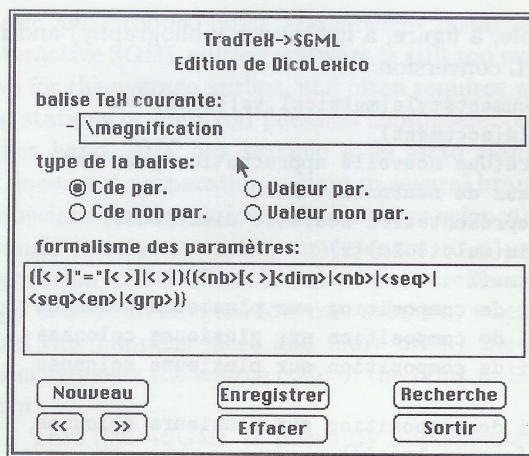 TradTeX->SGML
Edition de DicoLexico
balise TeX courante:
- \magnification
type de la balise:
Cde par. Valeur par.
Cde non par. Valeur non par.
formalisme des paramètres:
([< >]"="[< >]|< >|){(<nb>[< >]<dim>|<nb>|<seq>|
<seq><en>|<grp>)}
Nouveau Enregistrer Recherche
<< >> Effacer Sortir